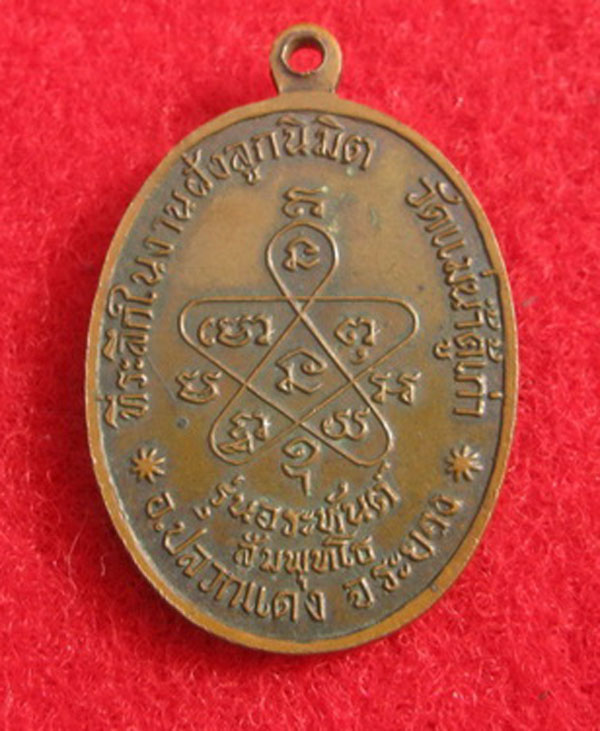 ที่ระลึกในงานฝังลูกนิมิต วัดแม่น้ำคู้เก่า
รุ่นอระหันต์
สัมพุทโธ
อ.ปลวกแดง จ.ระยอง